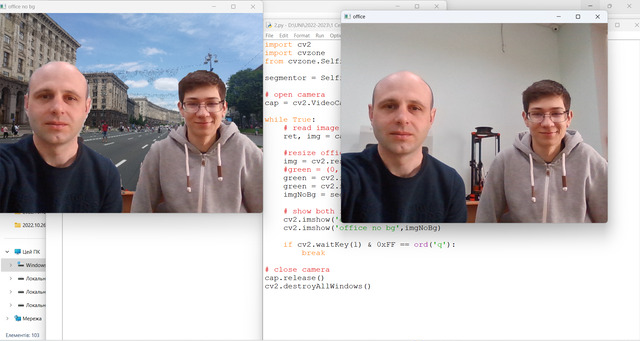 office no bg
office
2.py - D:\UNI\2022-2023\I
File Edit Format Run
import cv2
import cvzone
from cvzone.Self
segmentor = Self
# open camera
cap = cv2.VideoCa
while True:
# read image
ret, img = ca
#resize offic
img = cv2.res
#green = (0,
green = cv2.
green = cv2.i
imgNoBg = se
# show both
cv2.imshow('
cv2.imshow('office no bg',imgNoBg)
if cv2.waitKey(1) & 0xFF == ord('q'):
break
# close camera
cap.release()
cv2.destroyAllWindows()
2022.10.26
Цей ПК
Windows
Локальн
Локальн
Локальн
Мережа
Елементів: 103